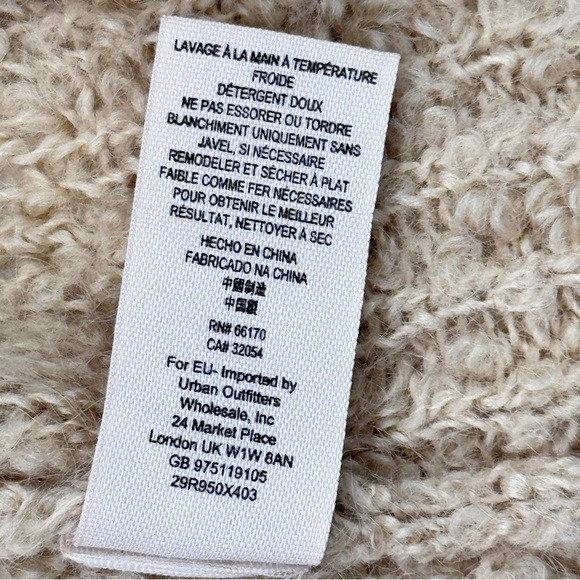 LAVAGE À LA MAIN À TEMPÉRATURE
FROIDE
DÉTERGENT DOUX
NE PAS ESSORER OU TORDRE
BLANCHIMENT UNIQUEMENT SANS
JAVEL, SI NÉCESSAIRE
REMODELER ET SÉCHER À PLAT
FAIBLE COMME FER NÉCESSAIRES
POUR OBTENIR LE MEILLEUR
RÉSULTAT, NETTOYER À SEC
HECHO EN CHINA
FABRICADO NA CHINA
中國制造
中国製
RN# 66170
CA# 32054
For EU- Imported by
Urban Outfitters
Wholesale, Inc
24 Market Place
London UK W1W 8AN
GB 975119105
29R950X403